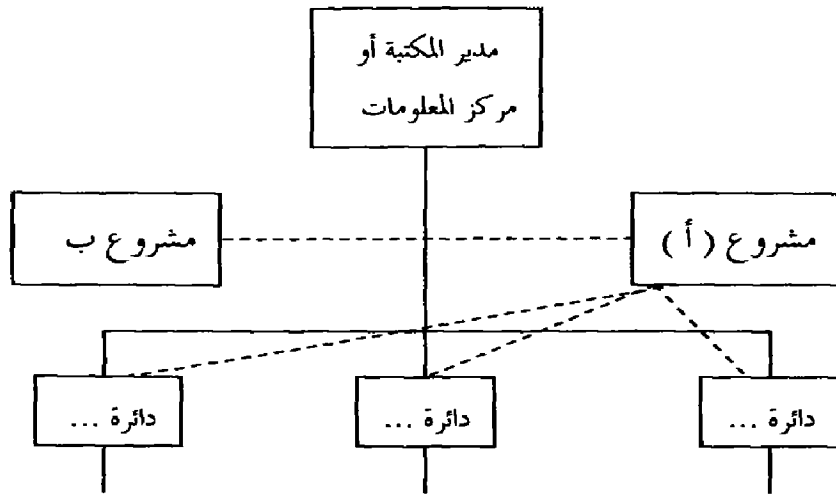 مدير المكتبة أو
مركز المعلومات
مشروع (أ)
مشروع ب
دائرة ...
دائرة ...
دائرة ...